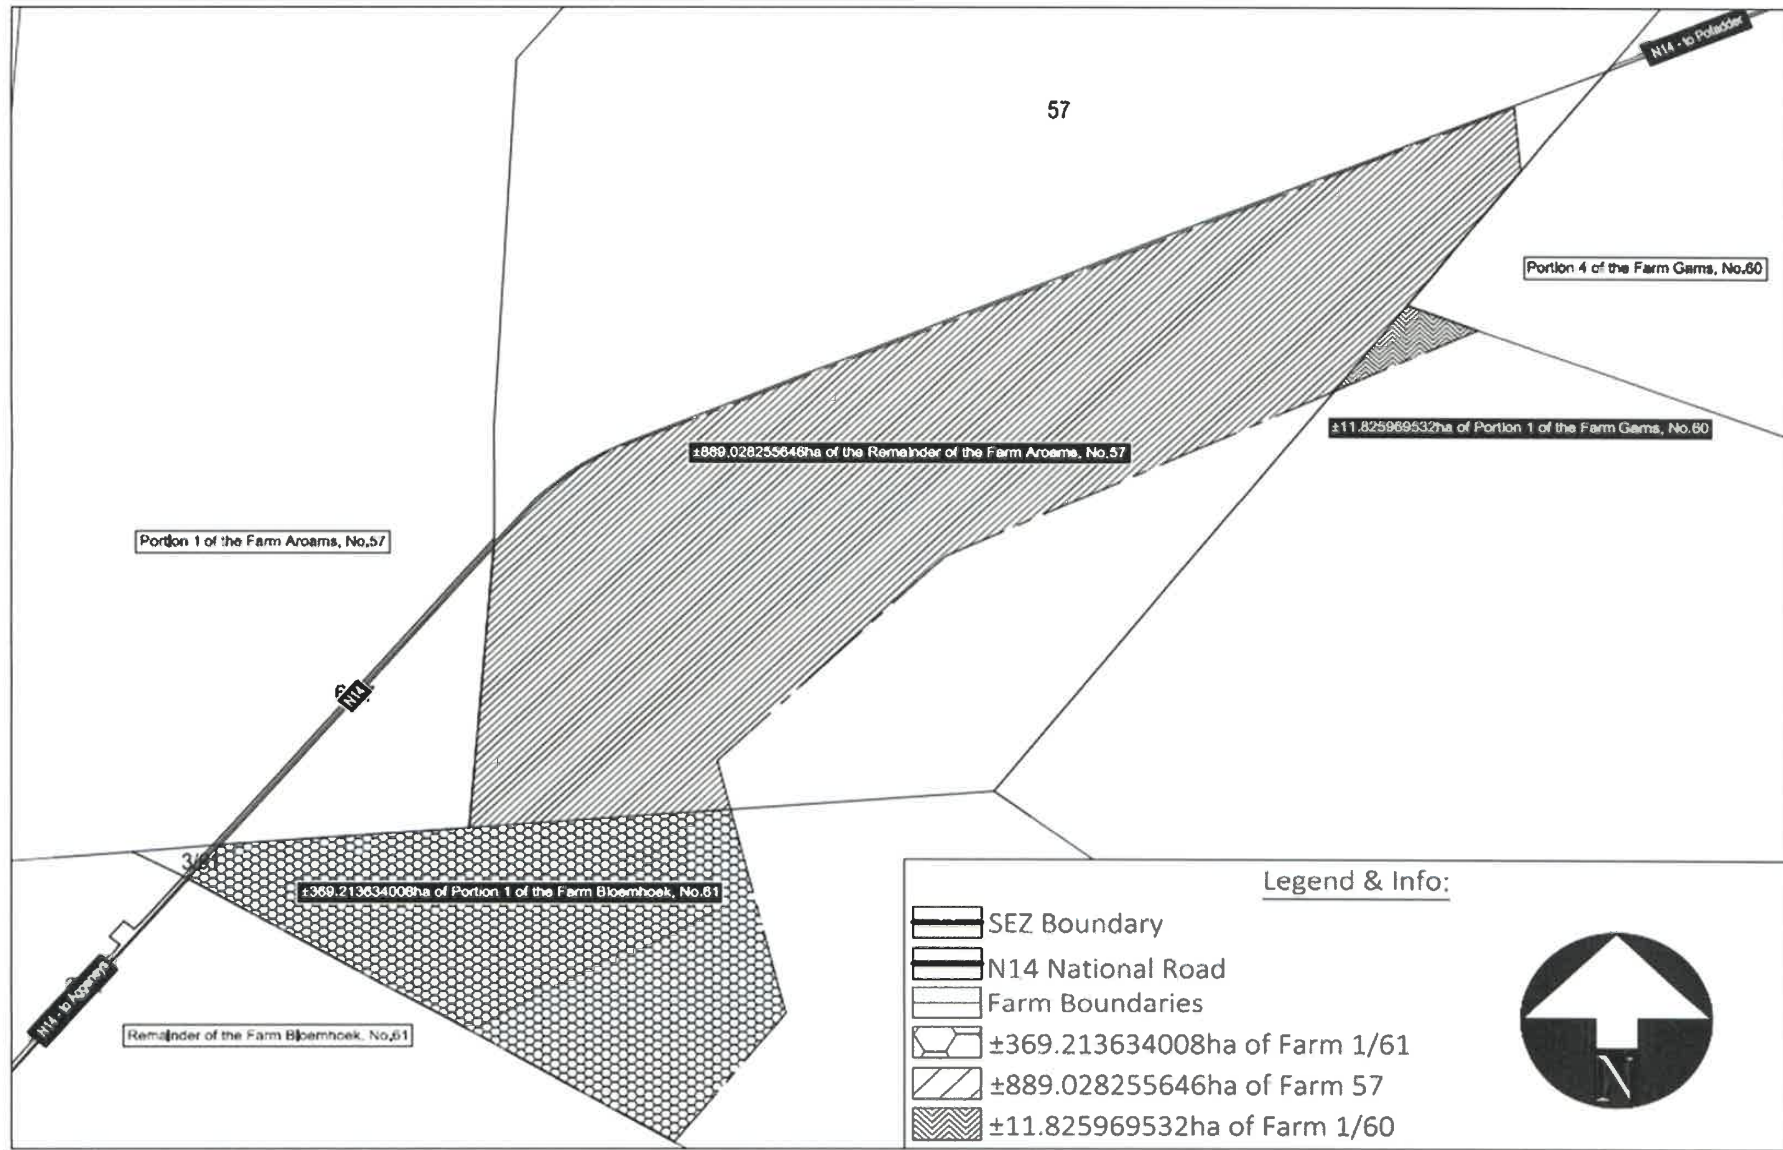 N14 - to Pofadder
57
Portion 4 of the Farm Gams, No.60
±11.825969532ha of Portion 1 of the Farm Gams, No.60
±889.028255646ha of the Remainder of the Farm Aroams, No.57
Portion 1 of the Farm Aroams, No.57
N14
±369.213634008ha of Portion 1 of the Farm Bloemhoek, No.61
N14 - to Aggeneys
Remainder of the Farm Bloemhoek, No.61
Legend & Info:
SEZ Boundary
N14 National Road
Farm Boundaries
±369.213634008ha of Farm 1/61
±889.028255646ha of Farm 57
±11.825969532ha of Farm 1/60
N